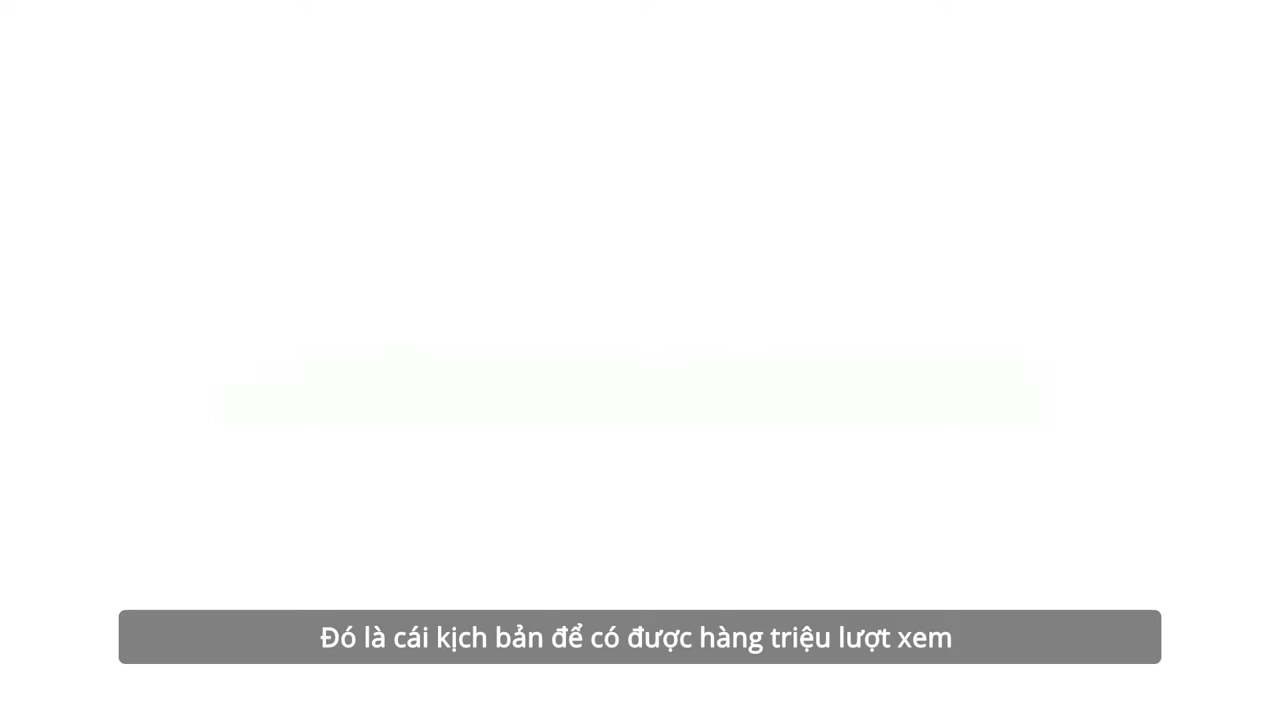 Đó là cái kịch bản để có được hàng triệu lượt xem